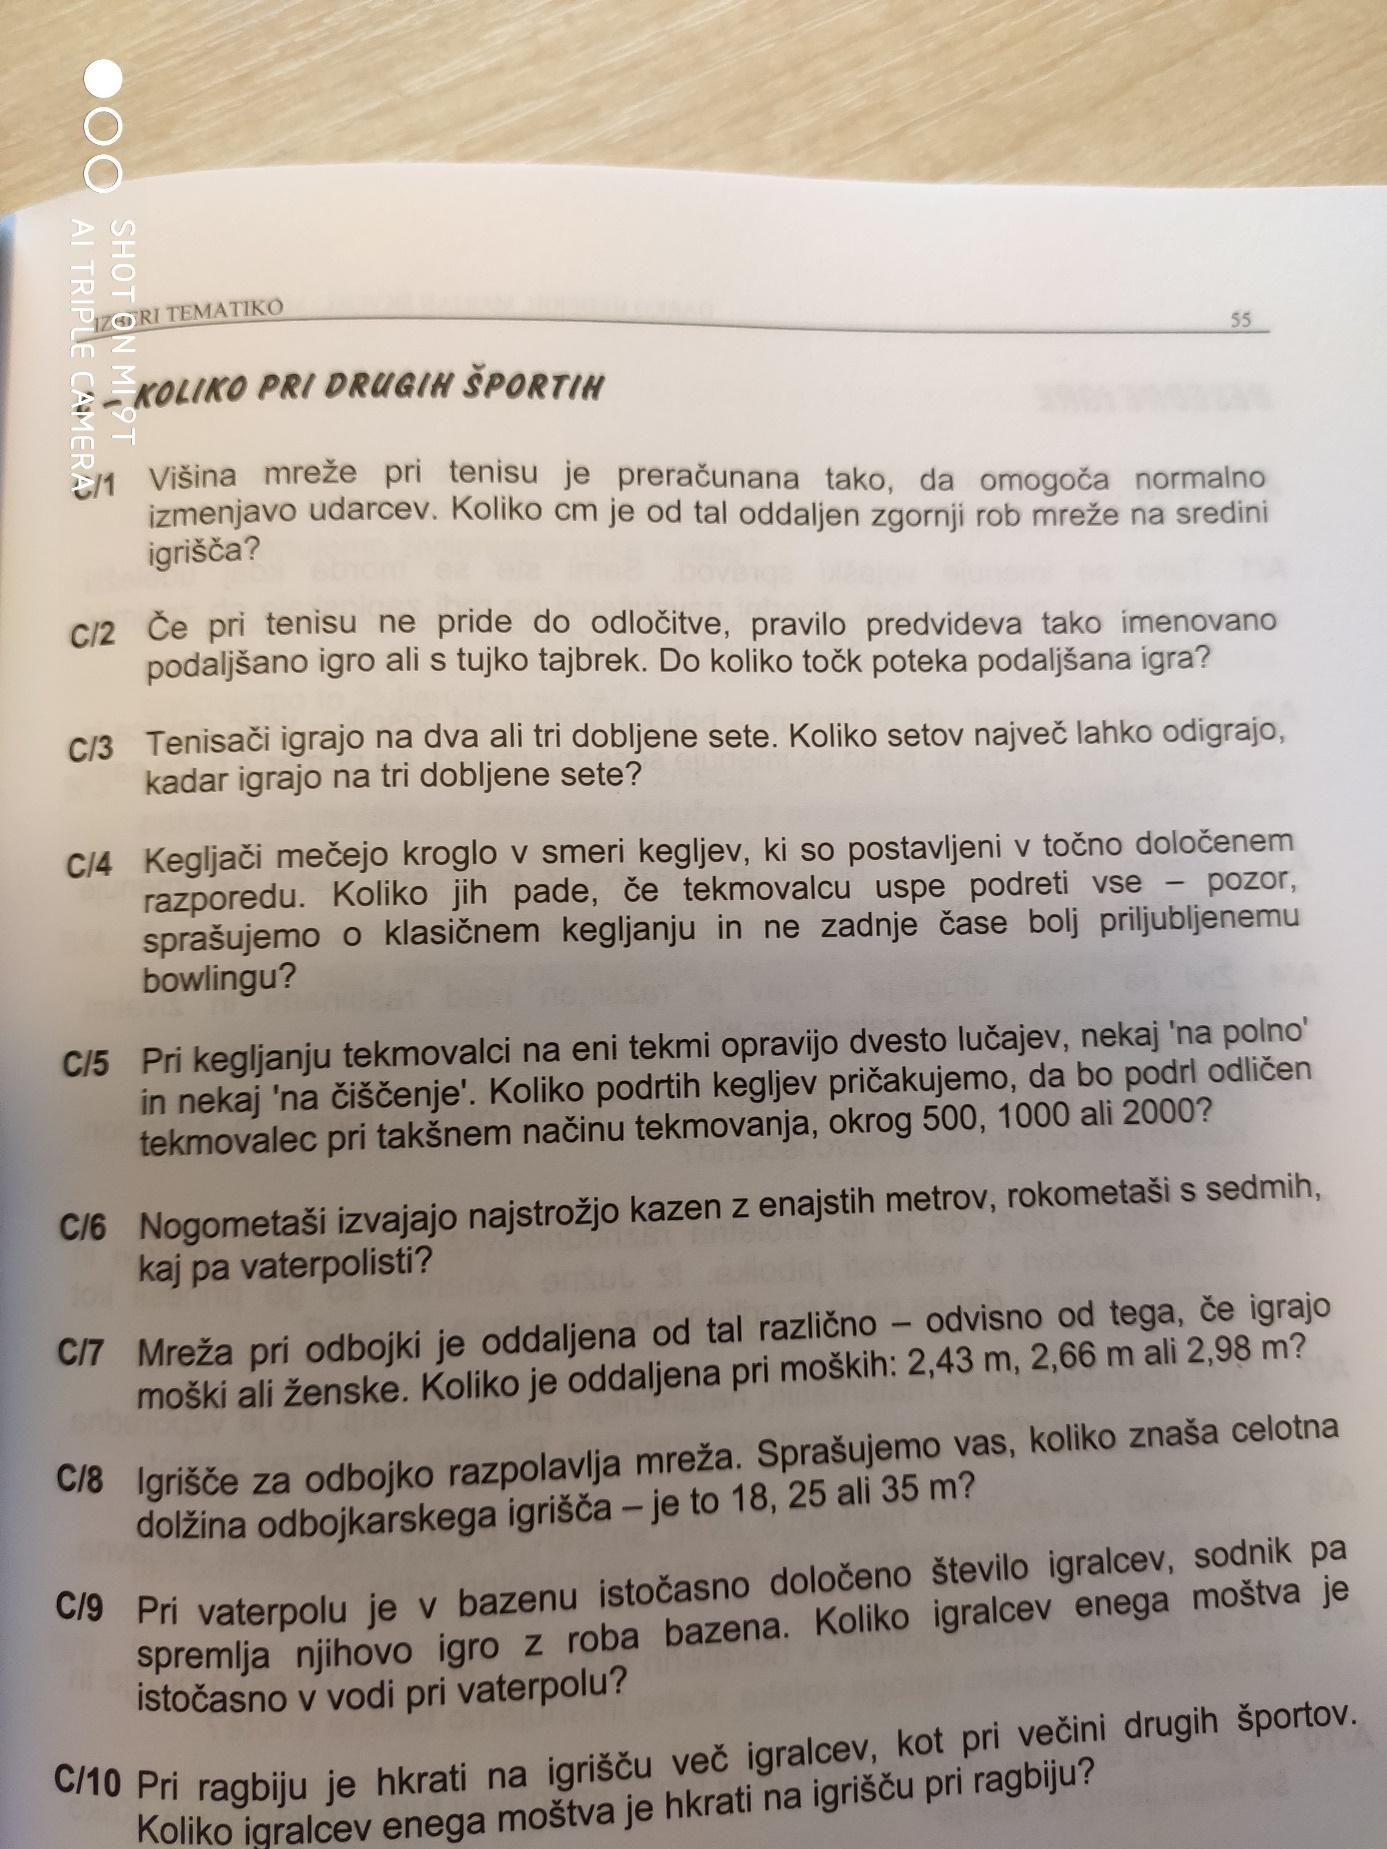 SHOT ON MI 9T
AI TRIPLE CAMERA
IZBERI TEMATIKO 55
– KOLIKO PRI DRUGIH ŠPORTIH
C/1 Višina mreže pri tenisu je preračunana tako, da omogoča normalno
izmenjavo udarcev. Koliko cm je od tal oddaljen zgornji rob mreže na sredini
igrišča?
C/2 Če pri tenisu ne pride do odločitve, pravilo predvideva tako imenovano
podaljšano igro ali s tujko tajbrek. Do koliko točk poteka podaljšana igra?
C/3 Tenisači igrajo na dva ali tri dobljene sete. Koliko setov največ lahko odigrajo,
kadar igrajo na tri dobljene sete?
C/4 Kegljači mečejo kroglo v smeri kegljev, ki so postavljeni v točno določenem
razporedu. Koliko jih pade, če tekmovalcu uspe podreti vse – pozor,
sprašujemo o klasičnem kegljanju in ne zadnje čase bolj priljubljenemu
bowlingu?
C/5 Pri kegljanju tekmovalci na eni tekmi opravijo dvesto lučajev, nekaj 'na polno'
in nekaj 'na čiščenje'. Koliko podrtih kegljev pričakujemo, da bo podrl odličen
tekmovalec pri takšnem načinu tekmovanja, okrog 500, 1000 ali 2000?
C/6 Nogometaši izvajajo najstrožjo kazen z enajstih metrov, rokometaši s sedmih,
kaj pa vaterpolisti?
C/7 Mreža pri odbojki je oddaljena od tal različno – odvisno od tega, če igrajo
moški ali ženske. Koliko je oddaljena pri moških: 2,43 m, 2,66 m ali 2,98 m?
C/8 Igrišče za odbojko razpolavlja mreža. Sprašujemo vas, koliko znaša celotna
dolžina odbojkarskega igrišča – je to 18, 25 ali 35 m?
C/9 Pri vaterpolu je v bazenu istočasno določeno število igralcev, sodnik pa
spremlja njihovo igro z roba bazena. Koliko igralcev enega moštva je
istočasno v vodi pri vaterpolu?
C/10 Pri ragbiju je hkrati na igrišču več igralcev, kot pri večini drugih športov.
Koliko igralcev enega moštva je hkrati na igrišču pri ragbiju?